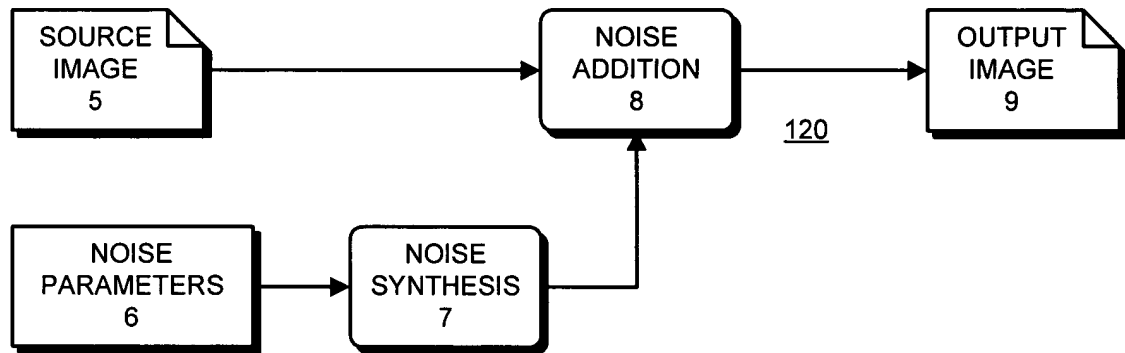 SOURCE
IMAGE
5
NOISE
ADDITION
8
OUTPUT
IMAGE
9
120
NOISE
PARAMETERS
6
NOISE
SYNTHESIS
7